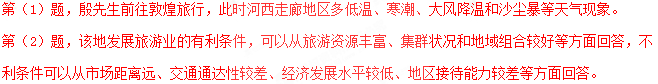 第（1）题，殷先生前往敦煌旅行，此时河西走廊地区多低温、寒潮、大风降温和沙尘暴等天气现象。
第（2）题，该地发展旅游业的有利条件，可以从旅游资源丰富、集群状况和地域组合较好等方面回答，不
利条件可以从市场距离远、交通通达性较差、经济发展水平较低、地区接待能力较差等方面回答。